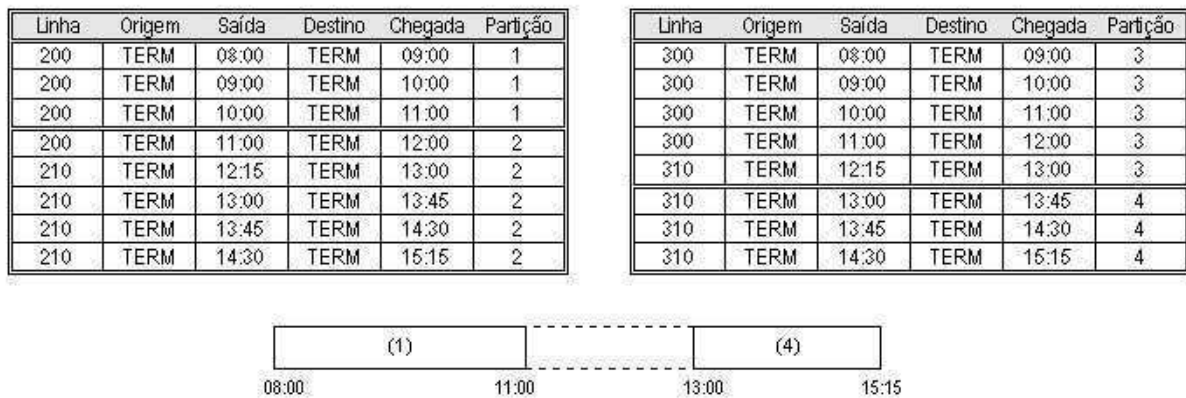 Linha Origem Saída Destino Chegada Partição
200 TERM 08:00 TERM 09:00 1
200 TERM 09:00 TERM 10:00 1
200 TERM 10:00 TERM 11:00 1
200 TERM 11:00 TERM 12:00 2
210 TERM 12:15 TERM 13:00 2
210 TERM 13:00 TERM 13:45 2
210 TERM 13:45 TERM 14:30 2
210 TERM 14:30 TERM 15:15 2
Linha Origem Saída Destino Chegada Partição
300 TERM 08:00 TERM 09:00 3
300 TERM 09:00 TERM 10:00 3
300 TERM 10:00 TERM 11:00 3
300 TERM 11:00 TERM 12:00 3
310 TERM 12:15 TERM 13:00 3
310 TERM 13:00 TERM 13:45 4
310 TERM 13:45 TERM 14:30 4
310 TERM 14:30 TERM 15:15 4
(1) (4)
08:00 11:00 13:00 15:15